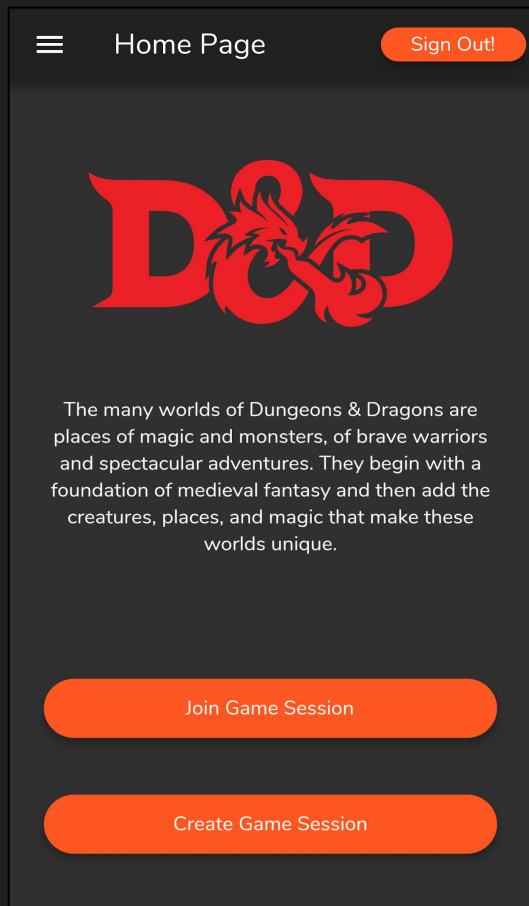 Home Page
Sign Out!
D&D
The many worlds of Dungeons & Dragons are
places of magic and monsters, of brave warriors
and spectacular adventures. They begin with a
foundation of medieval fantasy and then add the
creatures, places, and magic that make these
worlds unique.
Join Game Session
Create Game Session